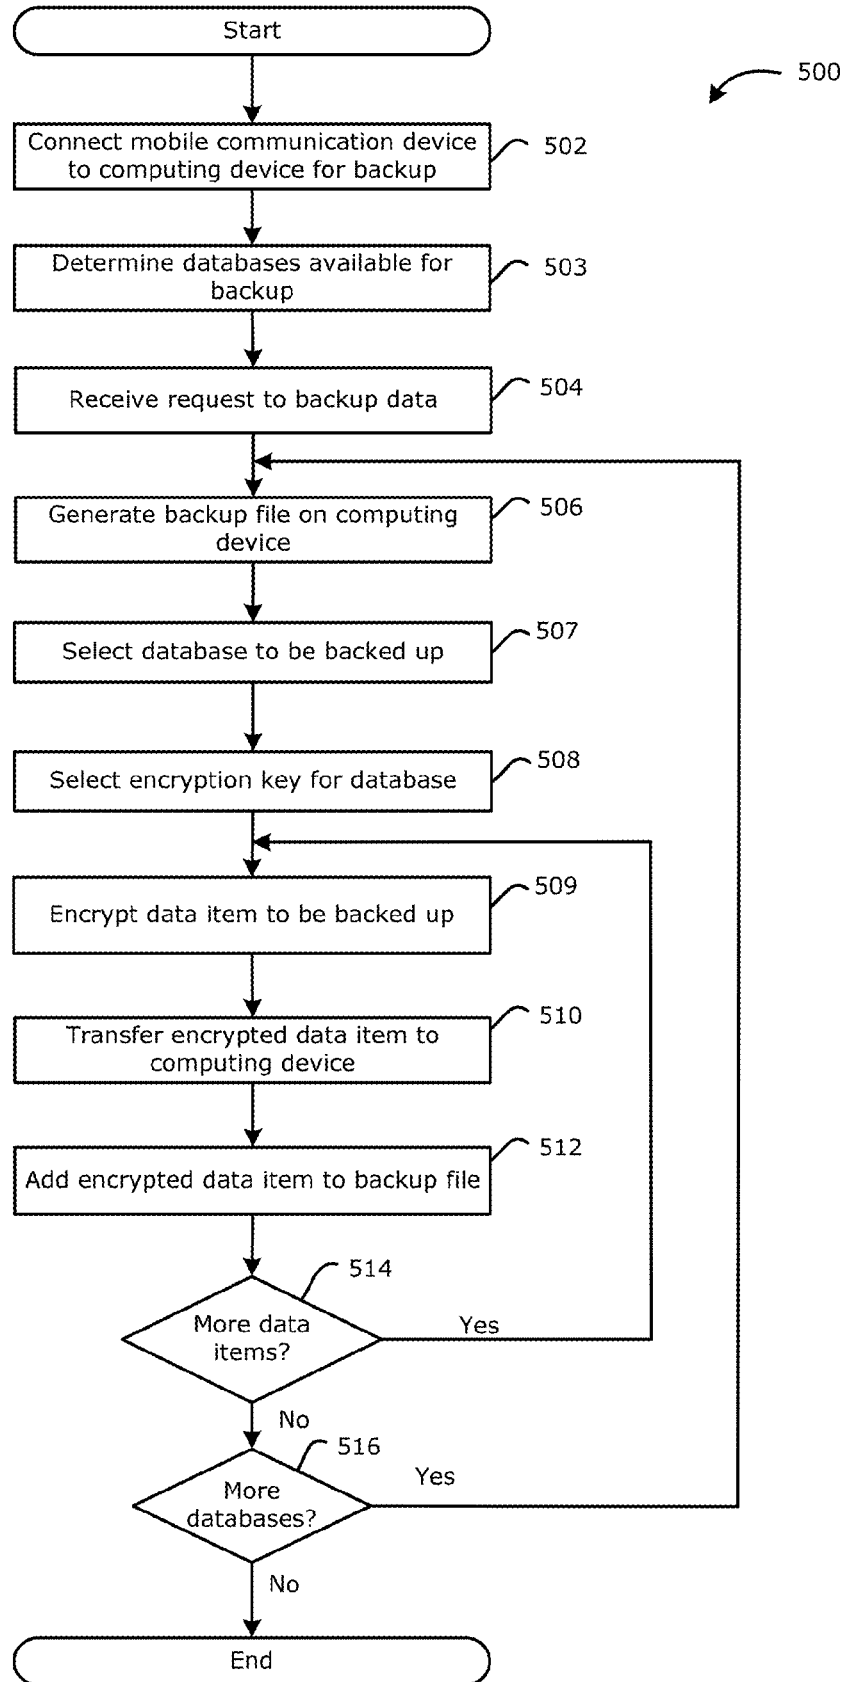 Start
500
Connect mobile communication device
to computing device for backup
502
Determine databases available for
backup
503
Receive request to backup data
504
Generate backup file on computing
device
506
Select database to be backed up
507
Select encryption key for database
508
Encrypt data item to be backed up
509
Transfer encrypted data item to
computing device
510
Add encrypted data item to backup file
512
514
More data
items?
Yes
No
516
More
databases?
Yes
No
End